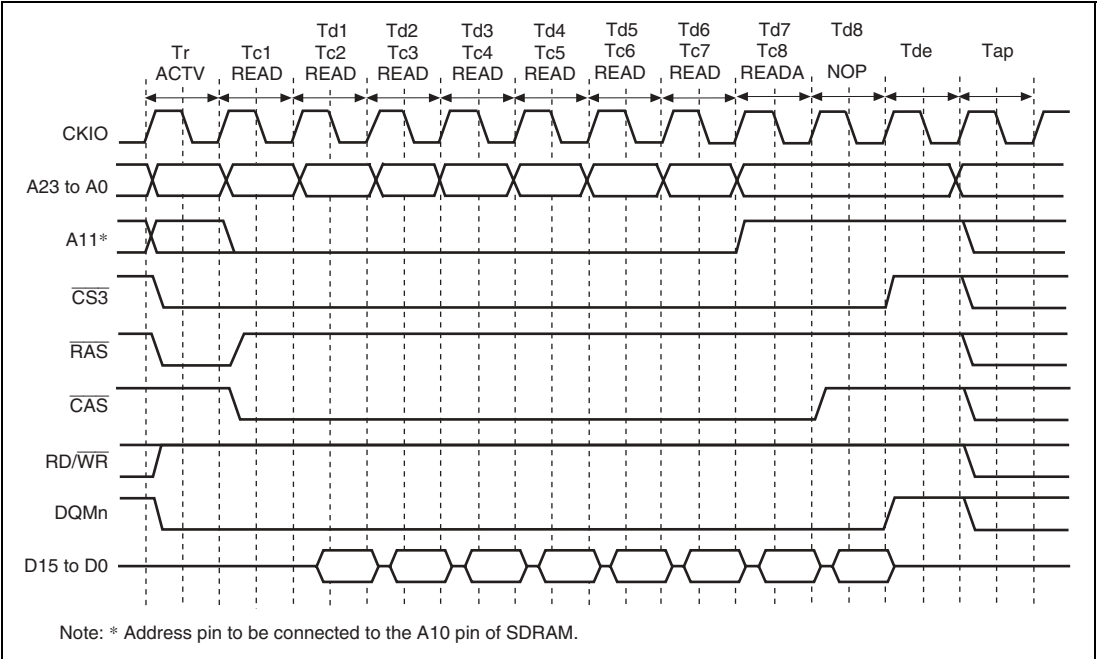 Td1 Td2 Td3 Td4 Td5 Td6 Td7 Td8
Tr Tc1 Tc2 Tc3 Tc4 Tc5 Tc6 Tc7 Tc8 Tde Tap
ACTV READ READ READ READ READ READ READ READA NOP
CKIO
A23 to A0
A11*
CS3
RAS
CAS
RD/WR
DQMn
D15 to D0
Note: * Address pin to be connected to the A10 pin of SDRAM.